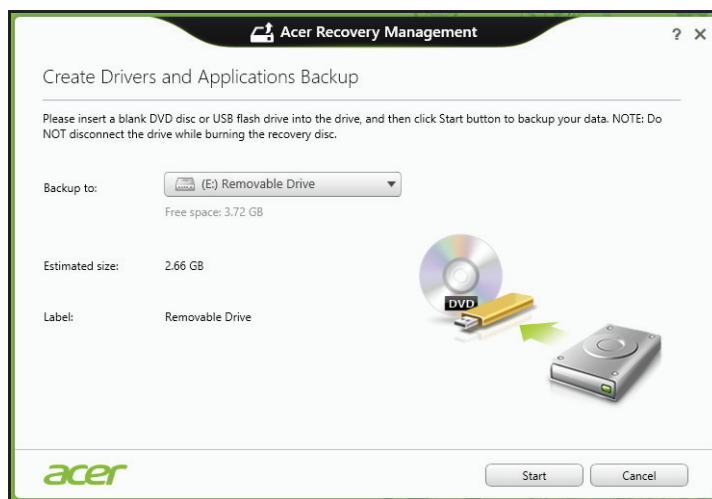 Acer Recovery Management
? X
Create Drivers and Applications Backup
Please insert a blank DVD disc or USB flash drive into the drive, and then click Start button to backup your data. NOTE: Do
NOT disconnect the drive while burning the recovery disc.
Backup to: (E:) Removable Drive
Free space: 3.72 GB
Estimated size: 2.66 GB
DVD
Label: Removable Drive
acer Start Cancel